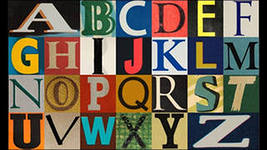 ABCDEF
GHIJKLM
NOPQRST
UVWXYZ